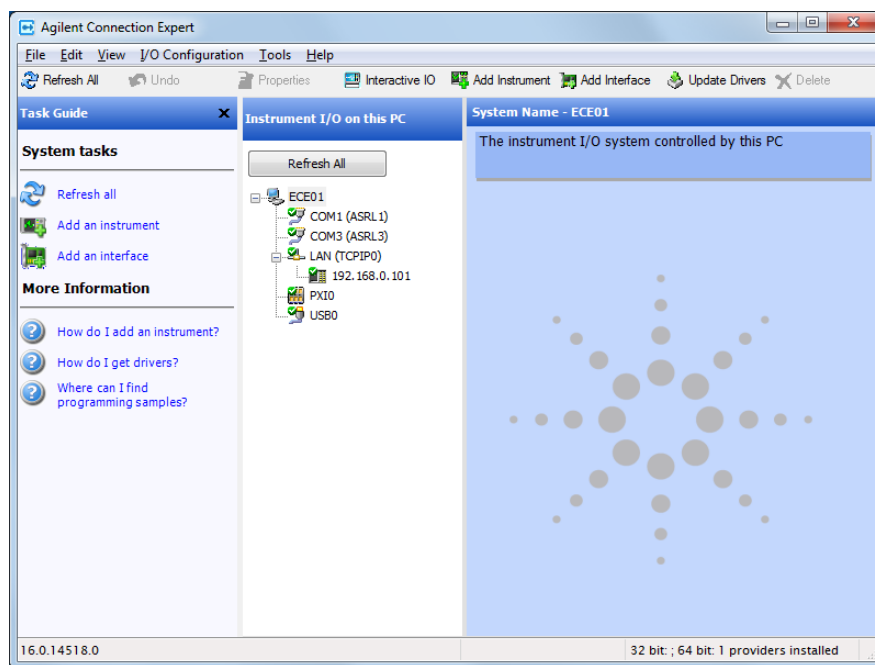 Agilent Connection Expert
File Edit View I/O Configuration Tools Help
Refresh All Undo Properties Interactive IO Add Instrument Add Interface Update Drivers Delete
Task Guide
System tasks
Refresh all
Add an instrument
Add an interface
More Information
How do I add an instrument?
How do I get drivers?
Where can I find
programming samples?
Instrument I/O on this PC
Refresh All
ECE01
COM1 (ASRL1)
COM3 (ASRL3)
LAN (TCPIP0)
192.168.0.101
PXI0
USB0
System Name - ECE01
The instrument I/O system controlled by this PC
16.0.14518.0
32 bit: ; 64 bit: 1 providers installed